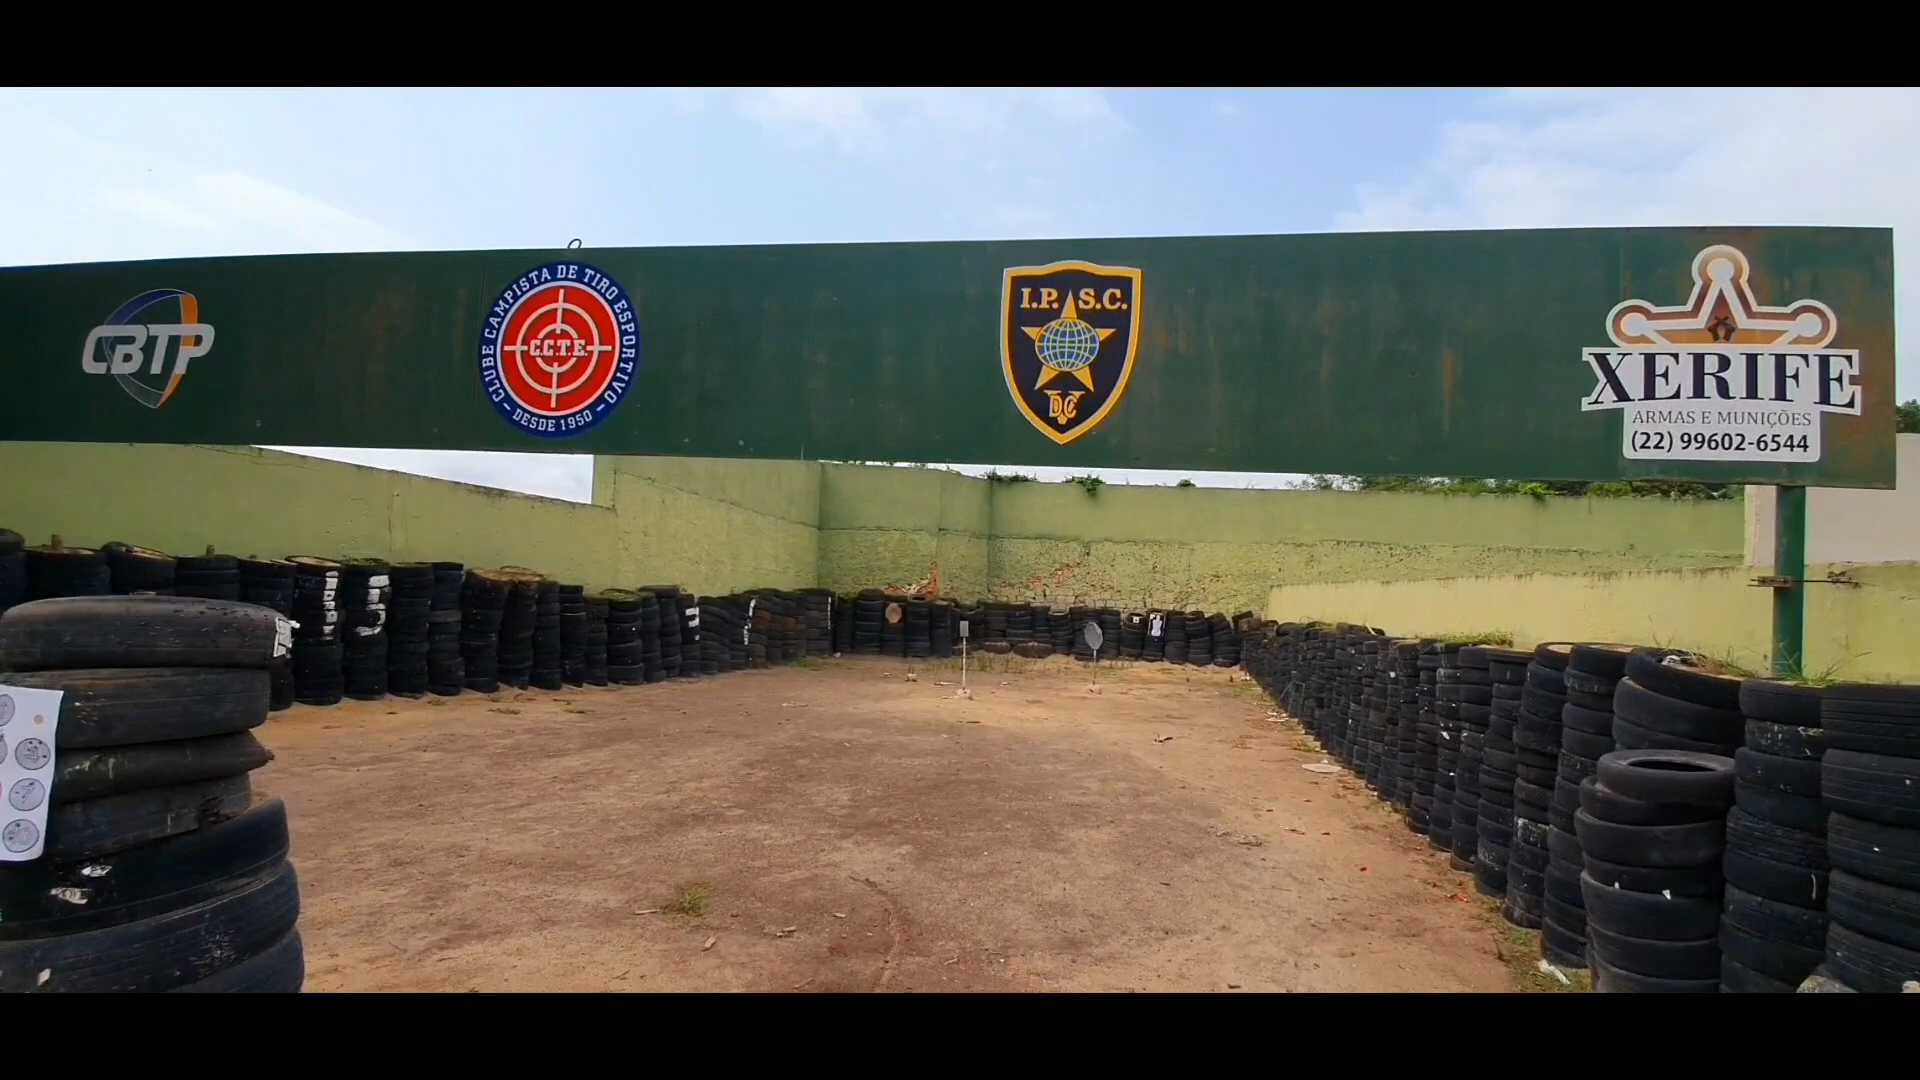 CBTP
CLUBE CAMPISTA DE TIRO ESPORTIVO
C.C.T.E.
- DESDE 1950 -
I.P.S.C.
DVC
XERIFE
ARMAS E MUNIÇÕES
(22) 99602-6544